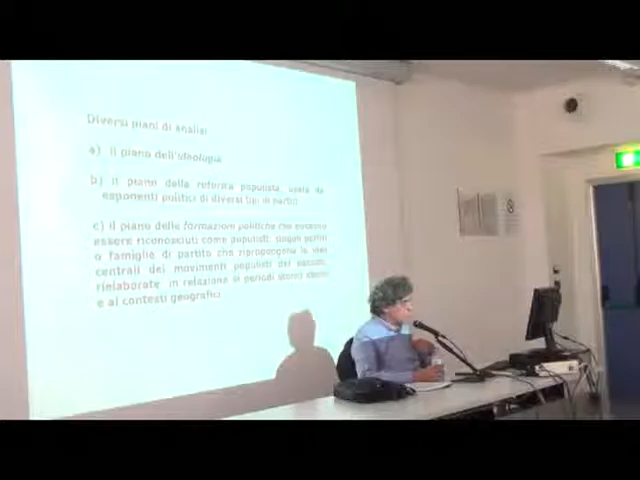 Diversi piani di analisi
a) il piano dell'ideologia
b) il piano della retorica populista, usata da
esponenti politici di diversi tipi di partito
c) il piano delle formazioni politiche che possono
essere riconosciuti come populisti: singoli partiti
o famiglie di partito che ripropongono le idee
centrali dei movimenti populisti del passato,
rielaborate in relazione ai periodi storici
e ai contesti geografici